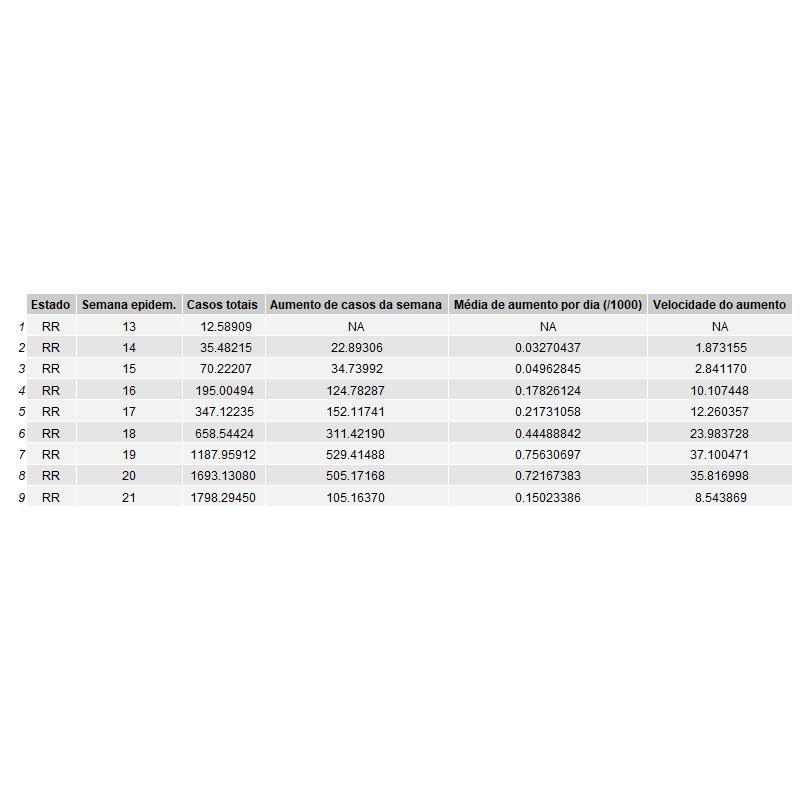 Estado Semana epidem. Casos totais Aumento de casos da semana Média de aumento por dia (/1000) Velocidade do aumento
1 RR 13 12.58909 NA NA NA
2 RR 14 35.48215 22.89306 0.03270437 1.873155
3 RR 15 70.22207 34.73992 0.04962845 2.841170
4 RR 16 195.00494 124.78287 0.17826124 10.107448
5 RR 17 347.12235 152.11741 0.21731058 12.260357
6 RR 18 658.54424 311.42190 0.44488842 23.983728
7 RR 19 1187.95912 529.41488 0.75630697 37.100471
8 RR 20 1693.13080 505.17168 0.72167383 35.816998
9 RR 21 1798.29450 105.16370 0.15023386 8.543869